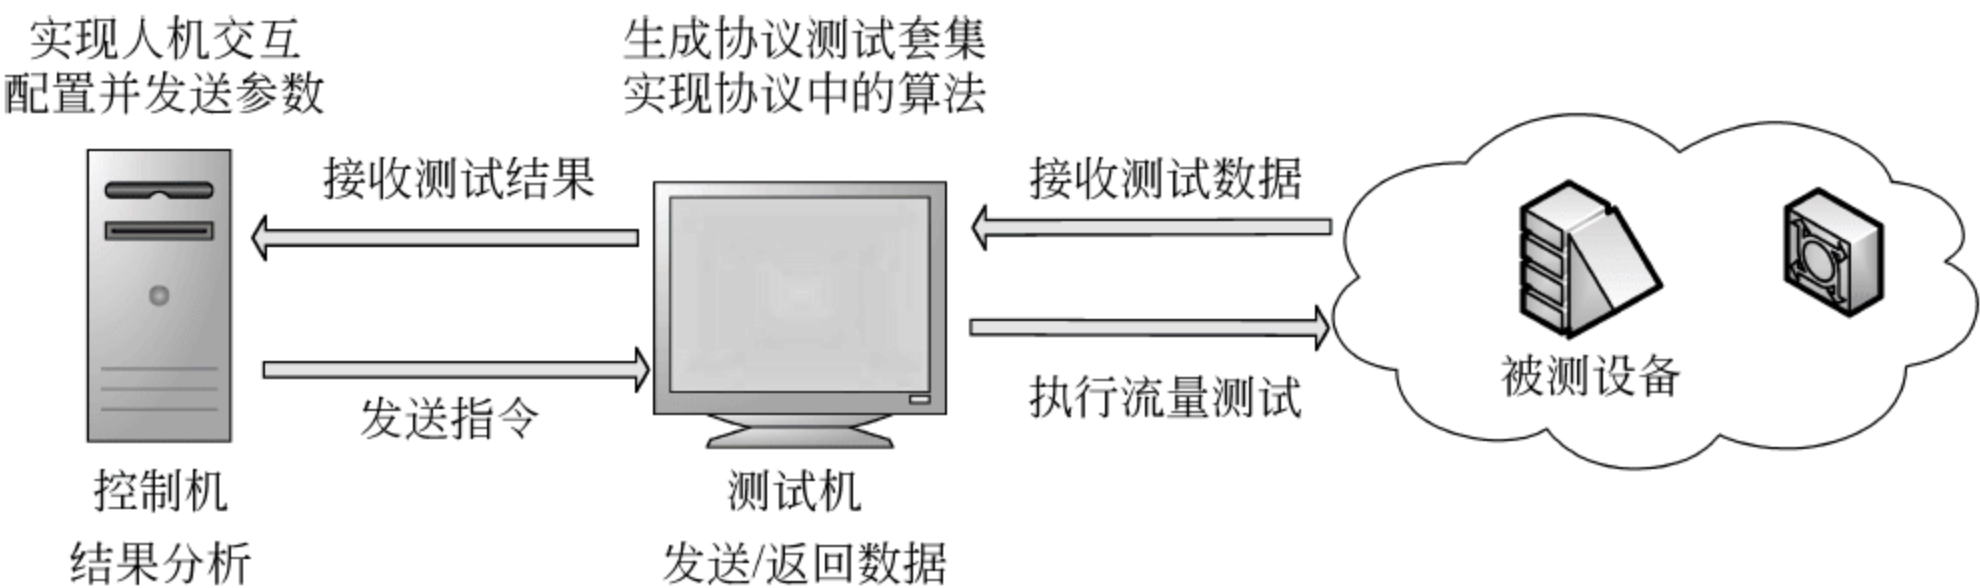 实现人机交互
配置并发送参数
生成协议测试套集
实现协议中的算法
接收测试结果
接收测试数据
发送指令
执行流量测试
被测设备
控制机
测试机
结果分析
发送/返回数据